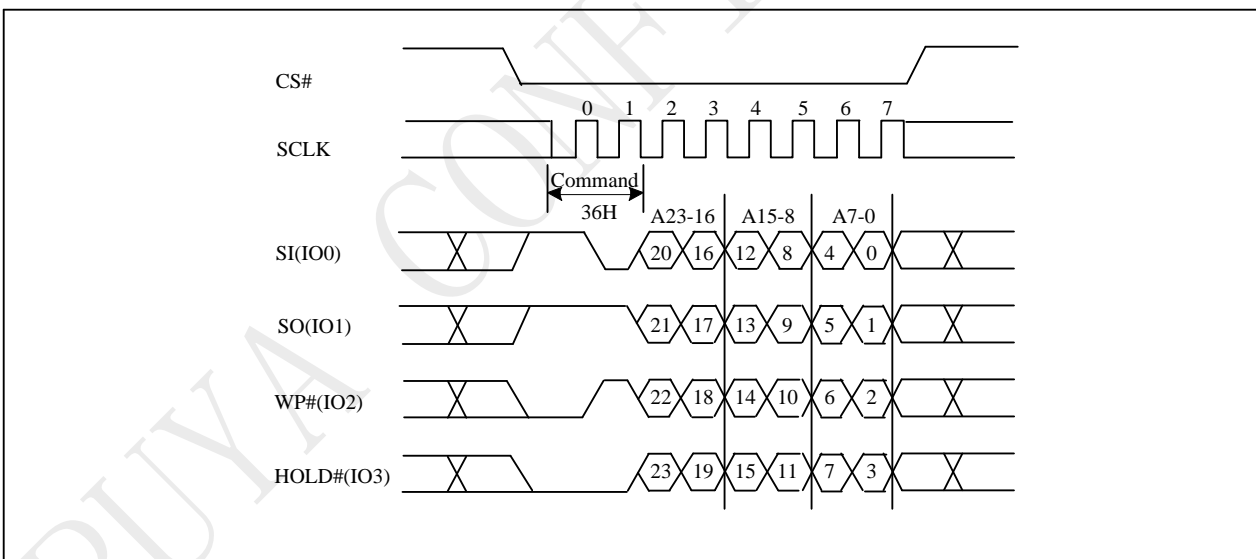 CS#
0 1 2 3 4 5 6 7
SCLK
Command
36H
A23-16 A15-8 A7-0
SI(IO0) 20 16 12 8 4 0
SO(IO1) 21 17 13 9 5 1
WP#(IO2) 22 18 14 10 6 2
HOLD#(IO3) 23 19 15 11 7 3
PUYA CONF